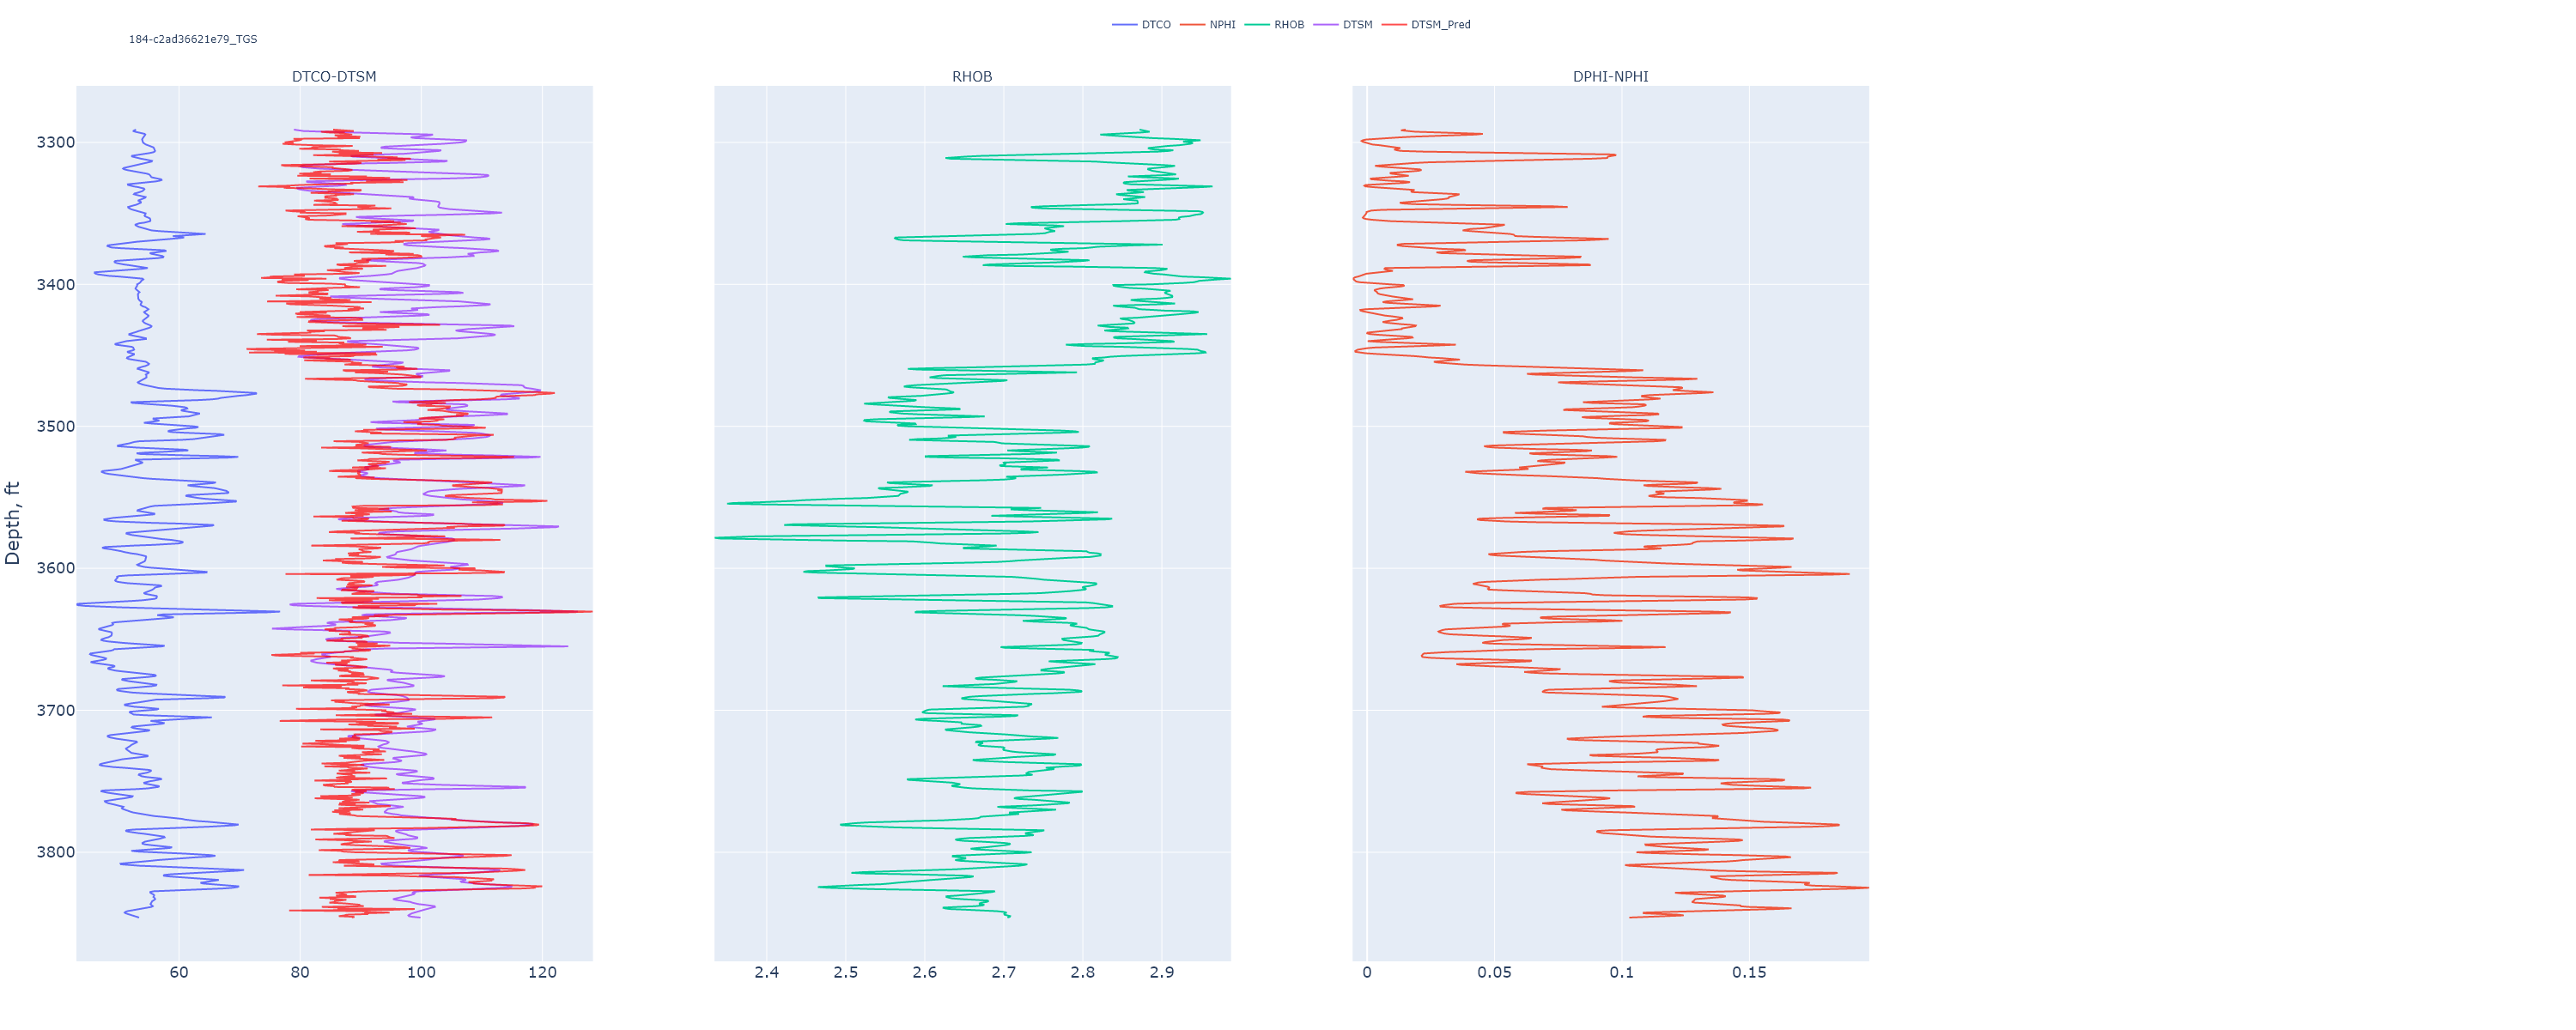 DTCO NPHI RHOB DTSM DTSM_Pred
184-c2ad36621e79_TGS
DTCO-DTSM RHOB DPHI-NPHI
Depth, ft
3300
3400
3500
3600
3700
3800
60 80 100 120 2.4 2.5 2.6 2.7 2.8 2.9 0 0.05 0.1 0.15